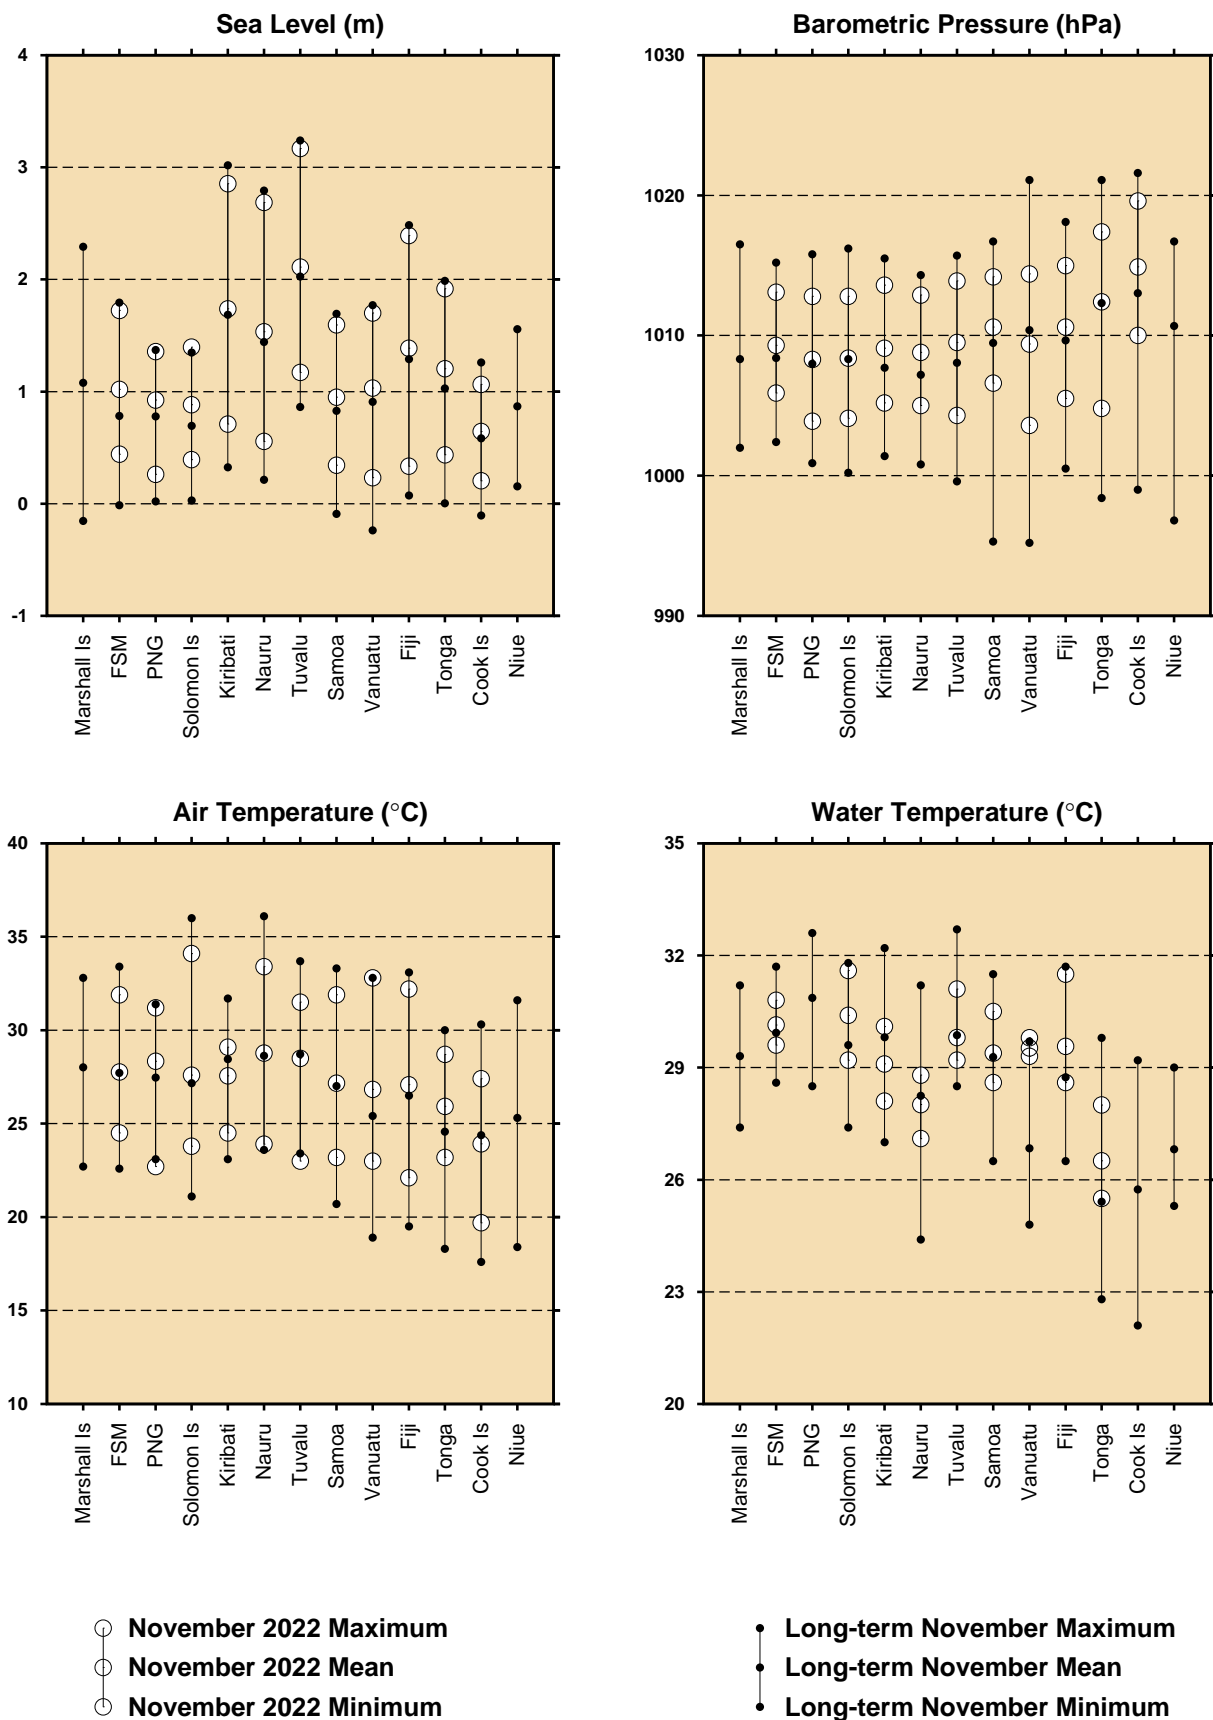 Sea Level (m)
4
3
2
1
0
-1
Marshall Is
FSM
PNG
Solomon Is
Kiribati
Nauru
Tuvalu
Samoa
Vanuatu
Fiji
Tonga
Cook Is
Niue
Barometric Pressure (hPa)
1030
1020
1010
1000
990
Marshall Is
FSM
PNG
Solomon Is
Kiribati
Nauru
Tuvalu
Samoa
Vanuatu
Fiji
Tonga
Cook Is
Niue
Air Temperature (°C)
40
35
30
25
20
15
10
Marshall Is
FSM
PNG
Solomon Is
Kiribati
Nauru
Tuvalu
Samoa
Vanuatu
Fiji
Tonga
Cook Is
Niue
Water Temperature (°C)
35
32
29
26
23
20
Marshall Is
FSM
PNG
Solomon Is
Kiribati
Nauru
Tuvalu
Samoa
Vanuatu
Fiji
Tonga
Cook Is
Niue
November 2022 Maximum
November 2022 Mean
November 2022 Minimum
Long-term November Maximum
Long-term November Mean
Long-term November Minimum